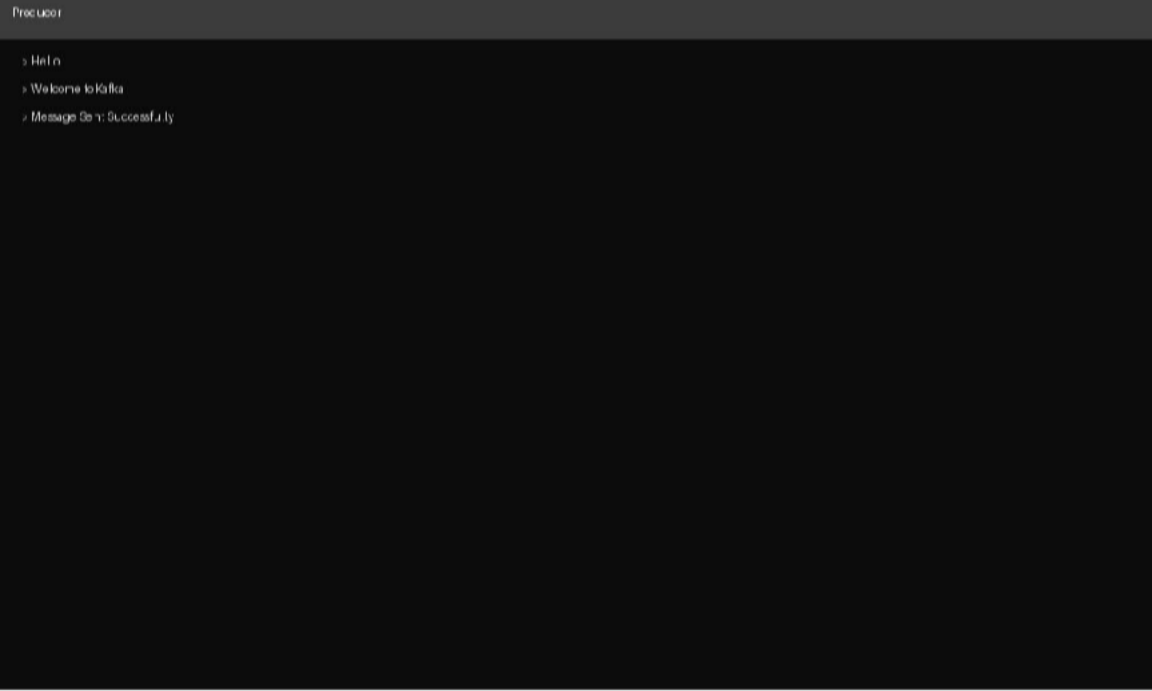 Producer
> Hello
> Welcome to Kafka
> Message Sent Successfully